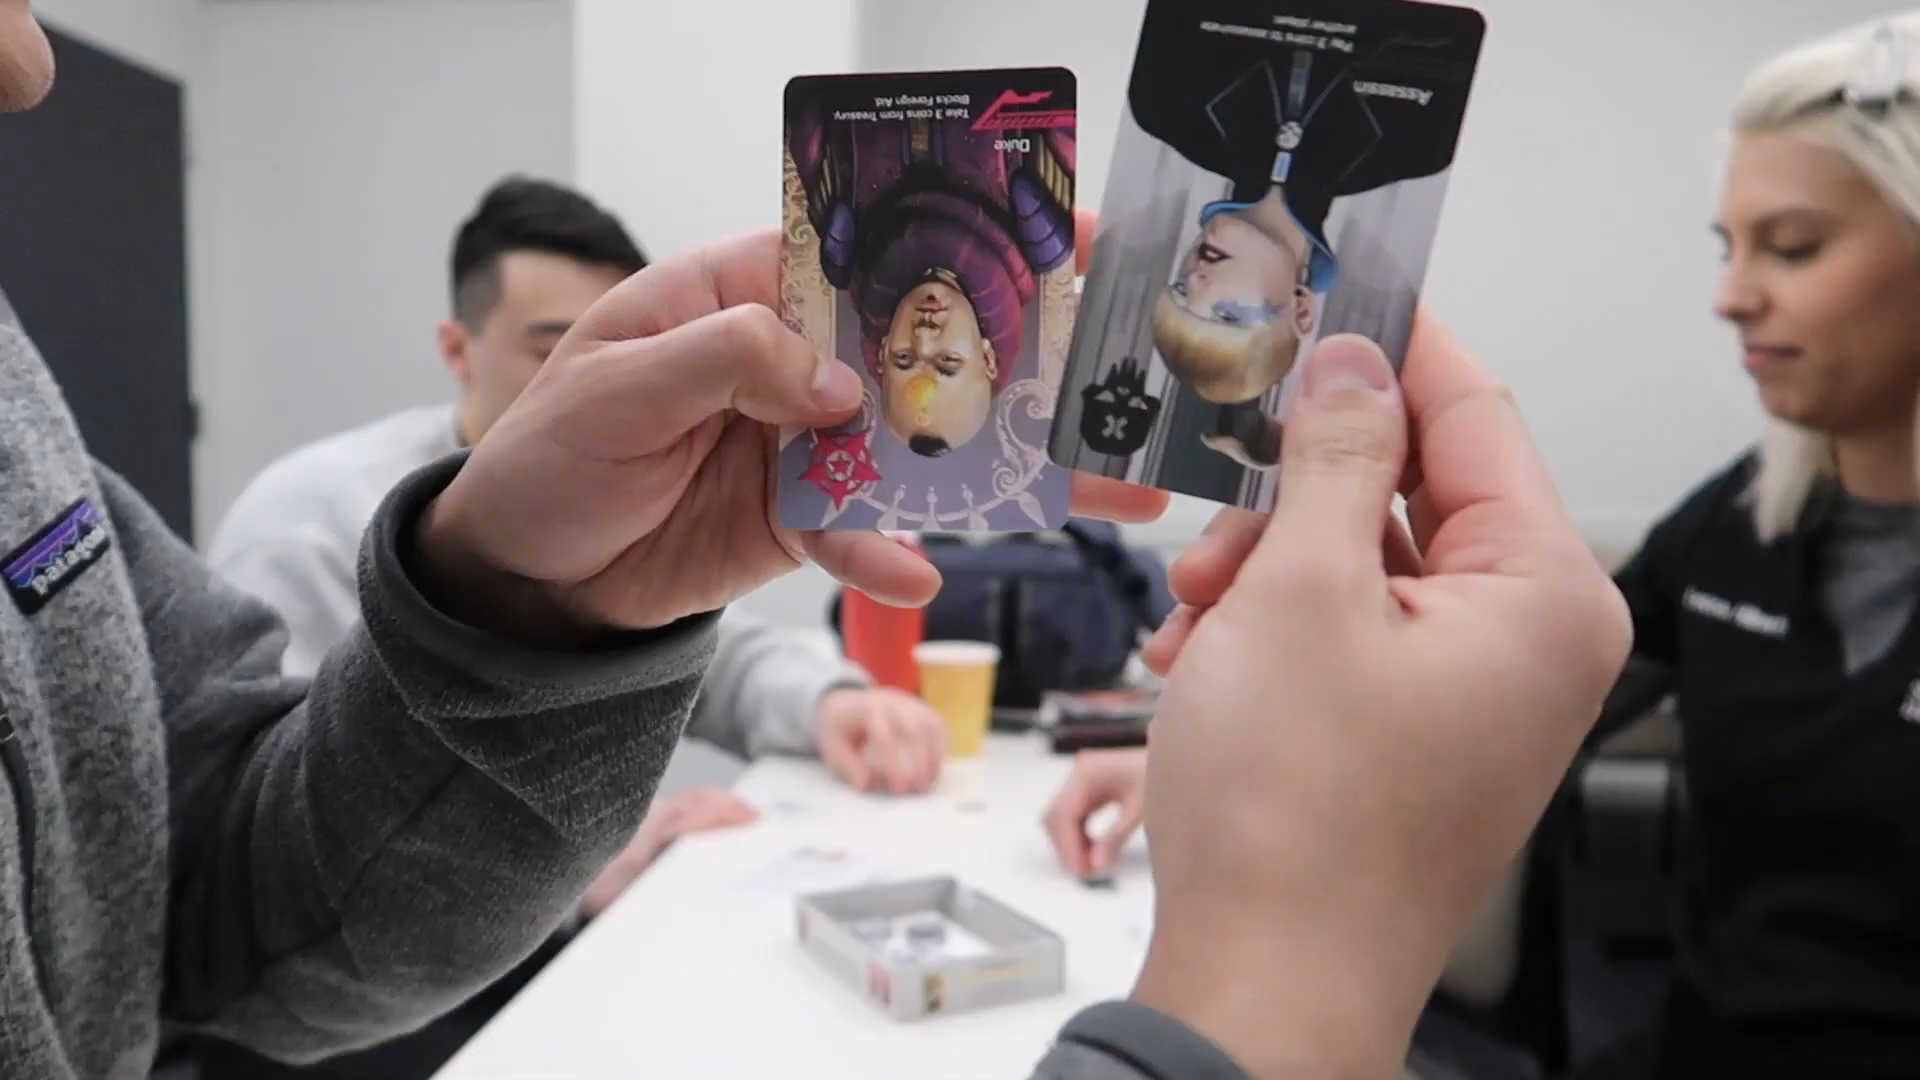 Duke
Take 3 coins from Treasury.
Blocks Foreign Aid.
Assassin
Pay 3 coins to assassinate
another player.
patagonia